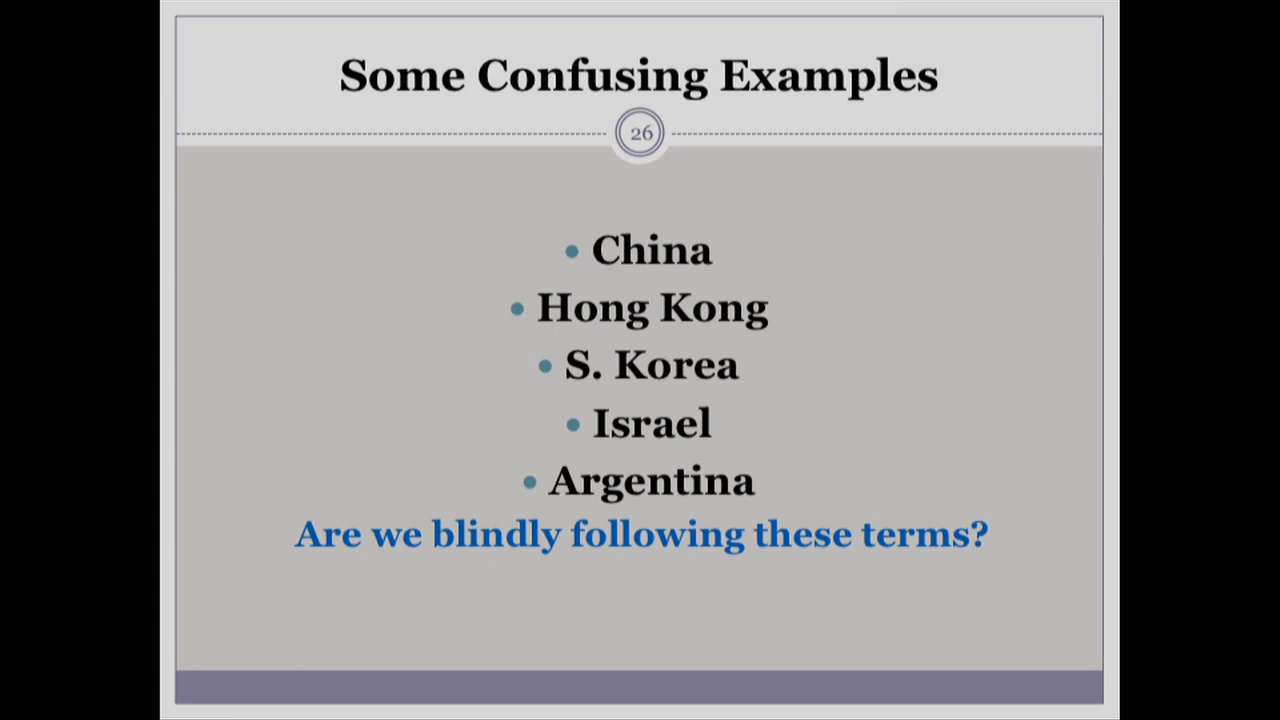 Some Confusing Examples
26
• China
• Hong Kong
• S. Korea
• Israel
• Argentina
Are we blindly following these terms?